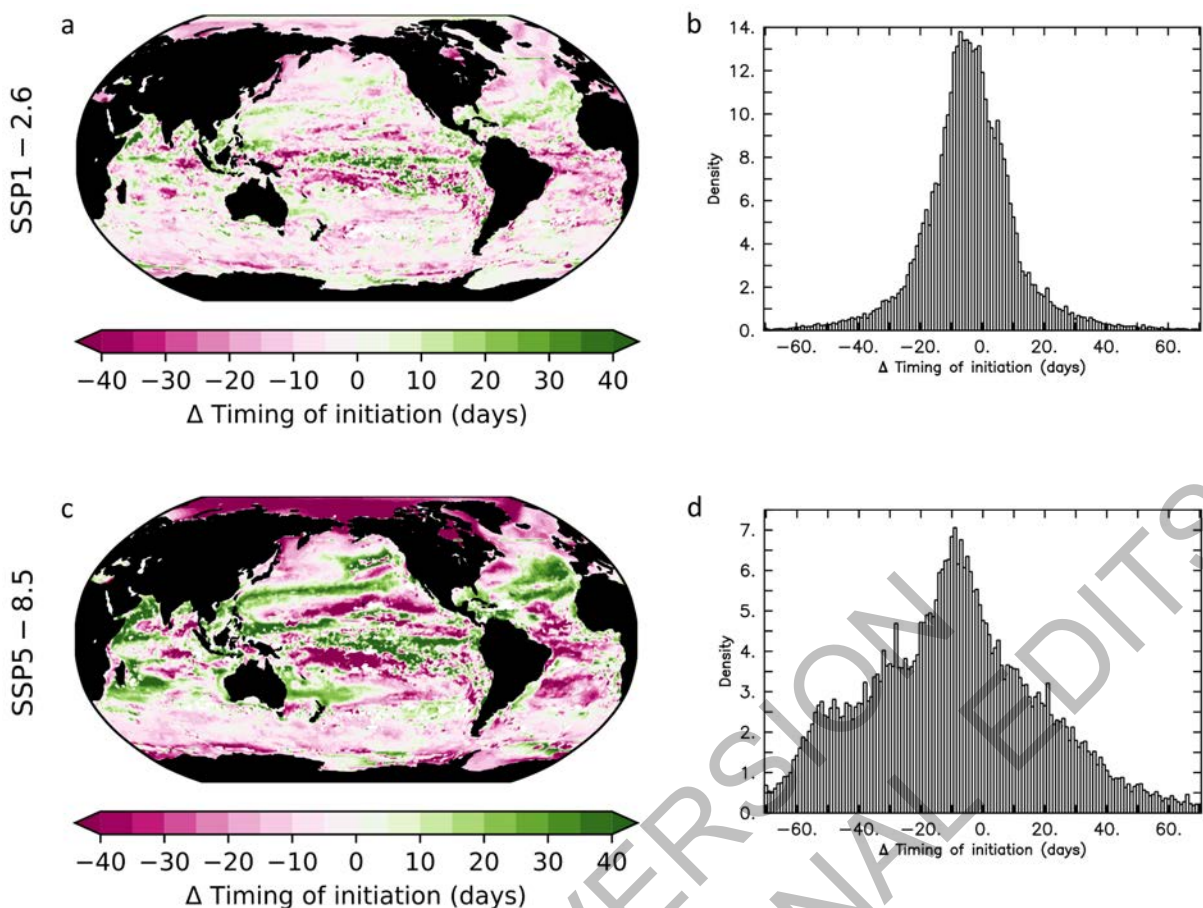 a
SSP1 – 2.6
−40 −30 −20 −10 0 10 20 30 40
Δ Timing of initiation (days)
b
14.
12.
10.
8.
6.
4.
2.
0.
Density
−60. −40. −20. 0. 20. 40. 60.
Δ Timing of initiation (days)
c
SSP5 – 8.5
−40 −30 −20 −10 0 10 20 30 40
Δ Timing of initiation (days)
d
7.
6.
5.
4.
3.
2.
1.
0.
Density
−60. −40. −20. 0. 20. 40. 60.
Δ Timing of initiation (days)
VERSION
NAL EDITS